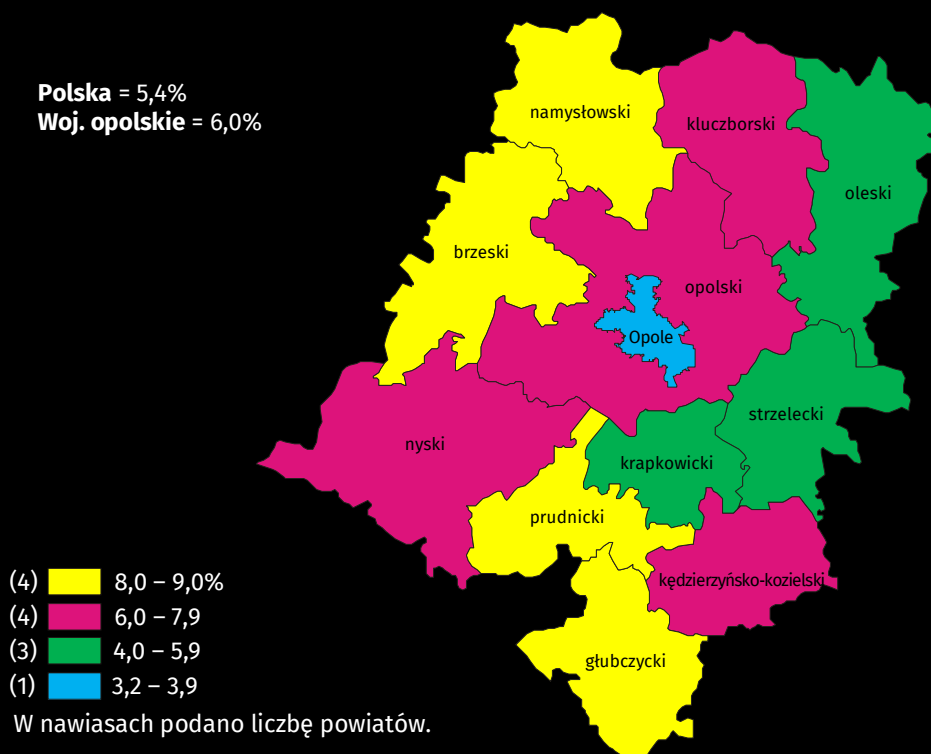 Polska = 5,4%
Woj. opolskie = 6,0%
namysłowski
kluczborski
oleski
brzeski
opolski
Opole
strzelecki
nyski
krapkowicki
prudnicki
kędzierzyńsko-kozielski
głubczycki
(4) 8,0 – 9,0%
(4) 6,0 – 7,9
(3) 4,0 – 5,9
(1) 3,2 – 3,9
W nawiasach podano liczbę powiatów.